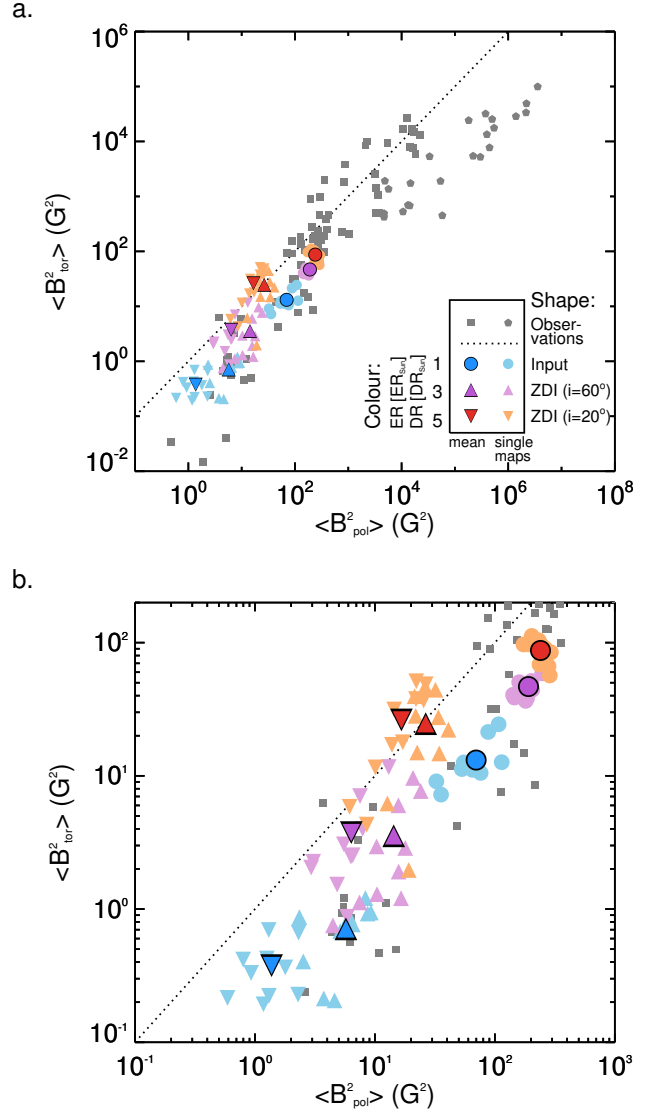 a.
10^6
10^4
10^2
10^0
10^-2
<B^2_tor> (G^2)
10^0 10^2 10^4 10^6 10^8
<B^2_pol> (G^2)
Shape:
Obser-
vations
Input
ZDI (i=60°)
ZDI (i=20°)
Colour:
ER [ER_sun]
DR [DR_sun]
1
3
5
mean
single
maps
b.
10^2
10^1
10^0
10^-1
<B^2_tor> (G^2)
10^-1 10^0 10^1 10^2 10^3
<B^2_pol> (G^2)